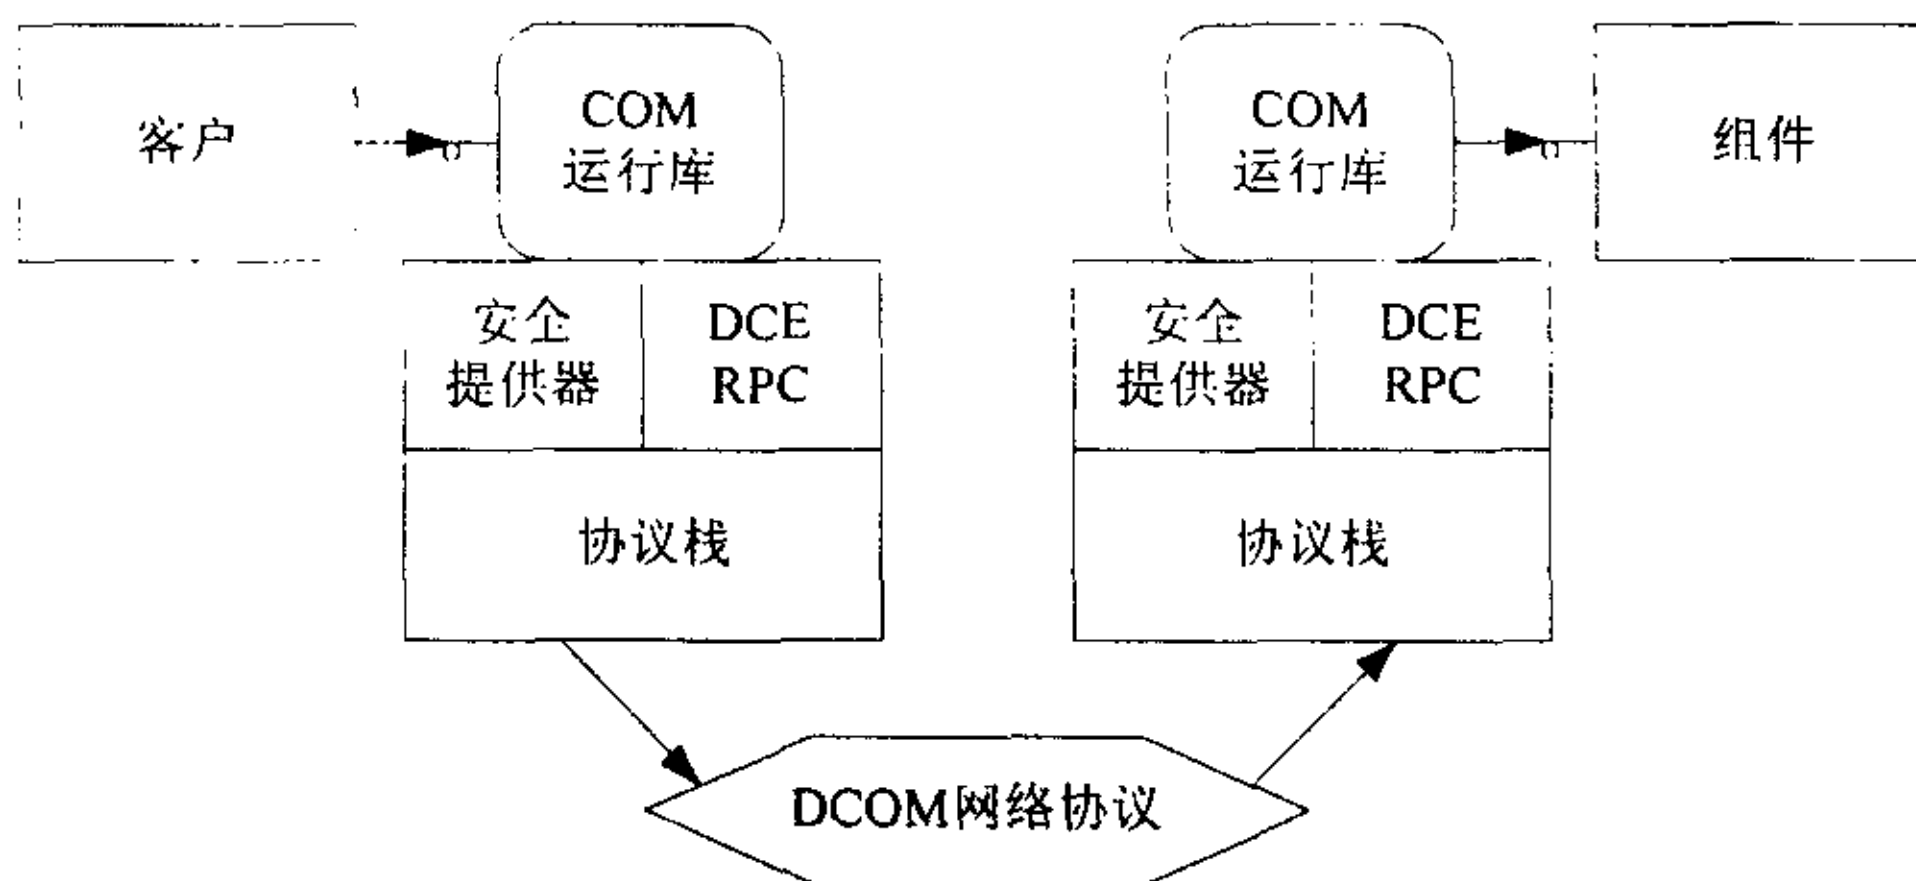 客户
COM
运行库
COM
运行库
组件
安全
提供器
DCE
RPC
安全
提供器
DCE
RPC
协议栈
协议栈
DCOM网络协议